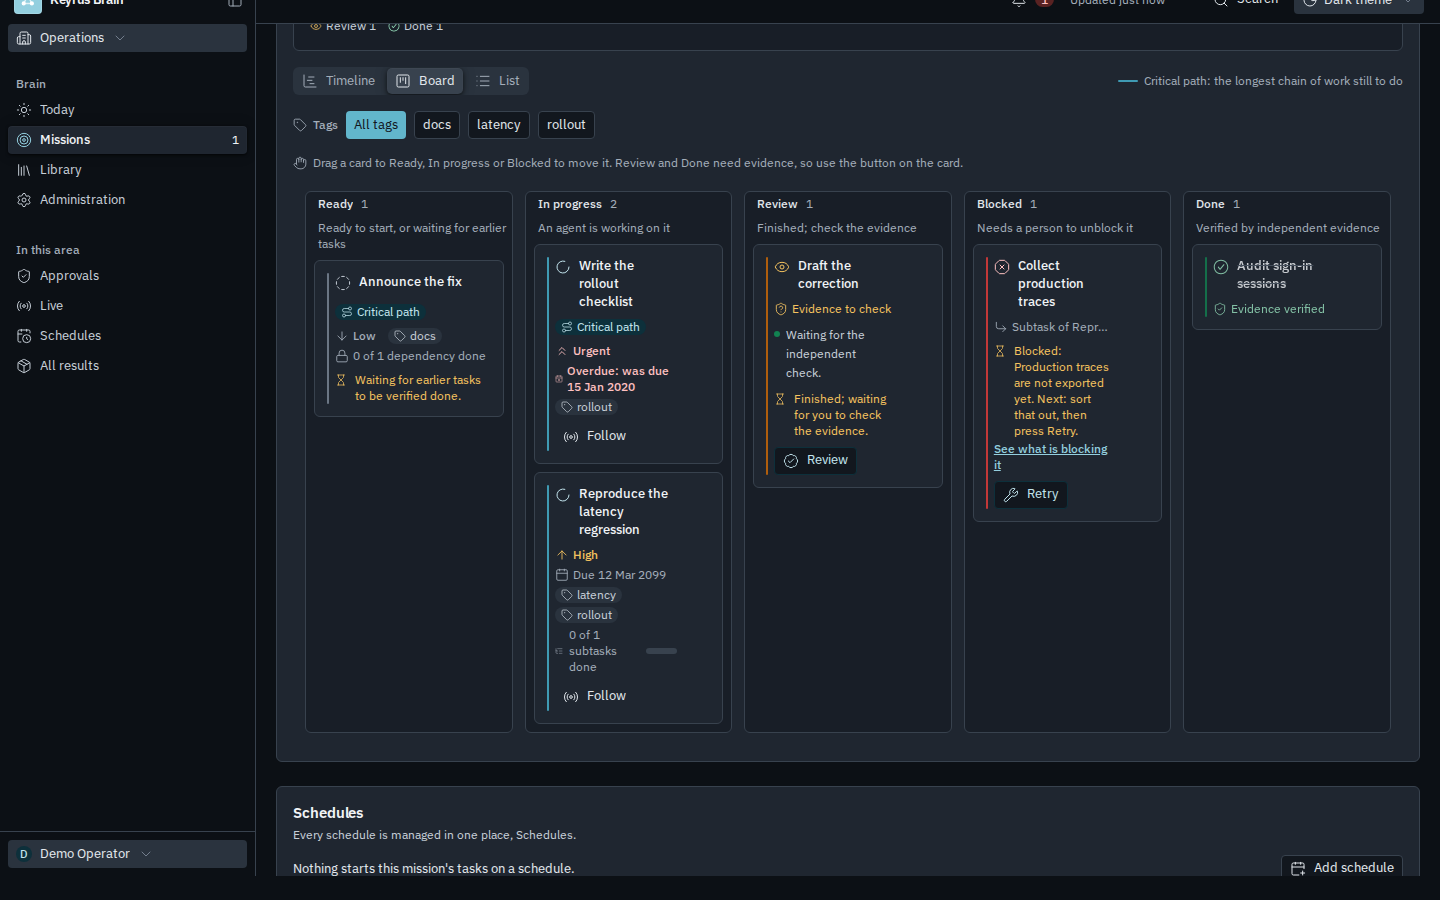 Keyfus Brain
1
Updated just now
Search
Dark theme
Operations
Brain
Today
Missions 1
Library
Administration
In this area
Approvals
Live
Schedules
All results
Demo Operator
D
Review 1 Done 1
Timeline Board List
Critical path: the longest chain of work still to do
Tags All tags docs latency rollout
Drag a card to Ready, In progress or Blocked to move it. Review and Done need evidence, so use the button on the card.
Ready 1
Ready to start, or waiting for earlier
tasks
Announce the fix
Critical path
Low docs
0 of 1 dependency done
Waiting for earlier tasks
to be verified done.
In progress 2
An agent is working on it
Write the
rollout
checklist
Critical path
Urgent
Overdue: was due
15 Jan 2020
rollout
Follow
Reproduce the
latency
regression
High
Due 12 Mar 2099
latency
rollout
0 of 1
subtasks
done
Follow
Review 1
Finished; check the evidence
Draft the
correction
Evidence to check
Waiting for the
independent
check.
Finished; waiting
for you to check
the evidence.
Review
Blocked 1
Needs a person to unblock it
Collect
production
traces
Subtask of Repr...
Blocked:
Production traces
are not exported
yet. Next: sort
that out, then
press Retry.
See what is blocking
it
Retry
Done 1
Verified by independent evidence
Audit sign-in
sessions
Evidence verified
Schedules
Every schedule is managed in one place, Schedules.
Nothing starts this mission's tasks on a schedule.
Add schedule